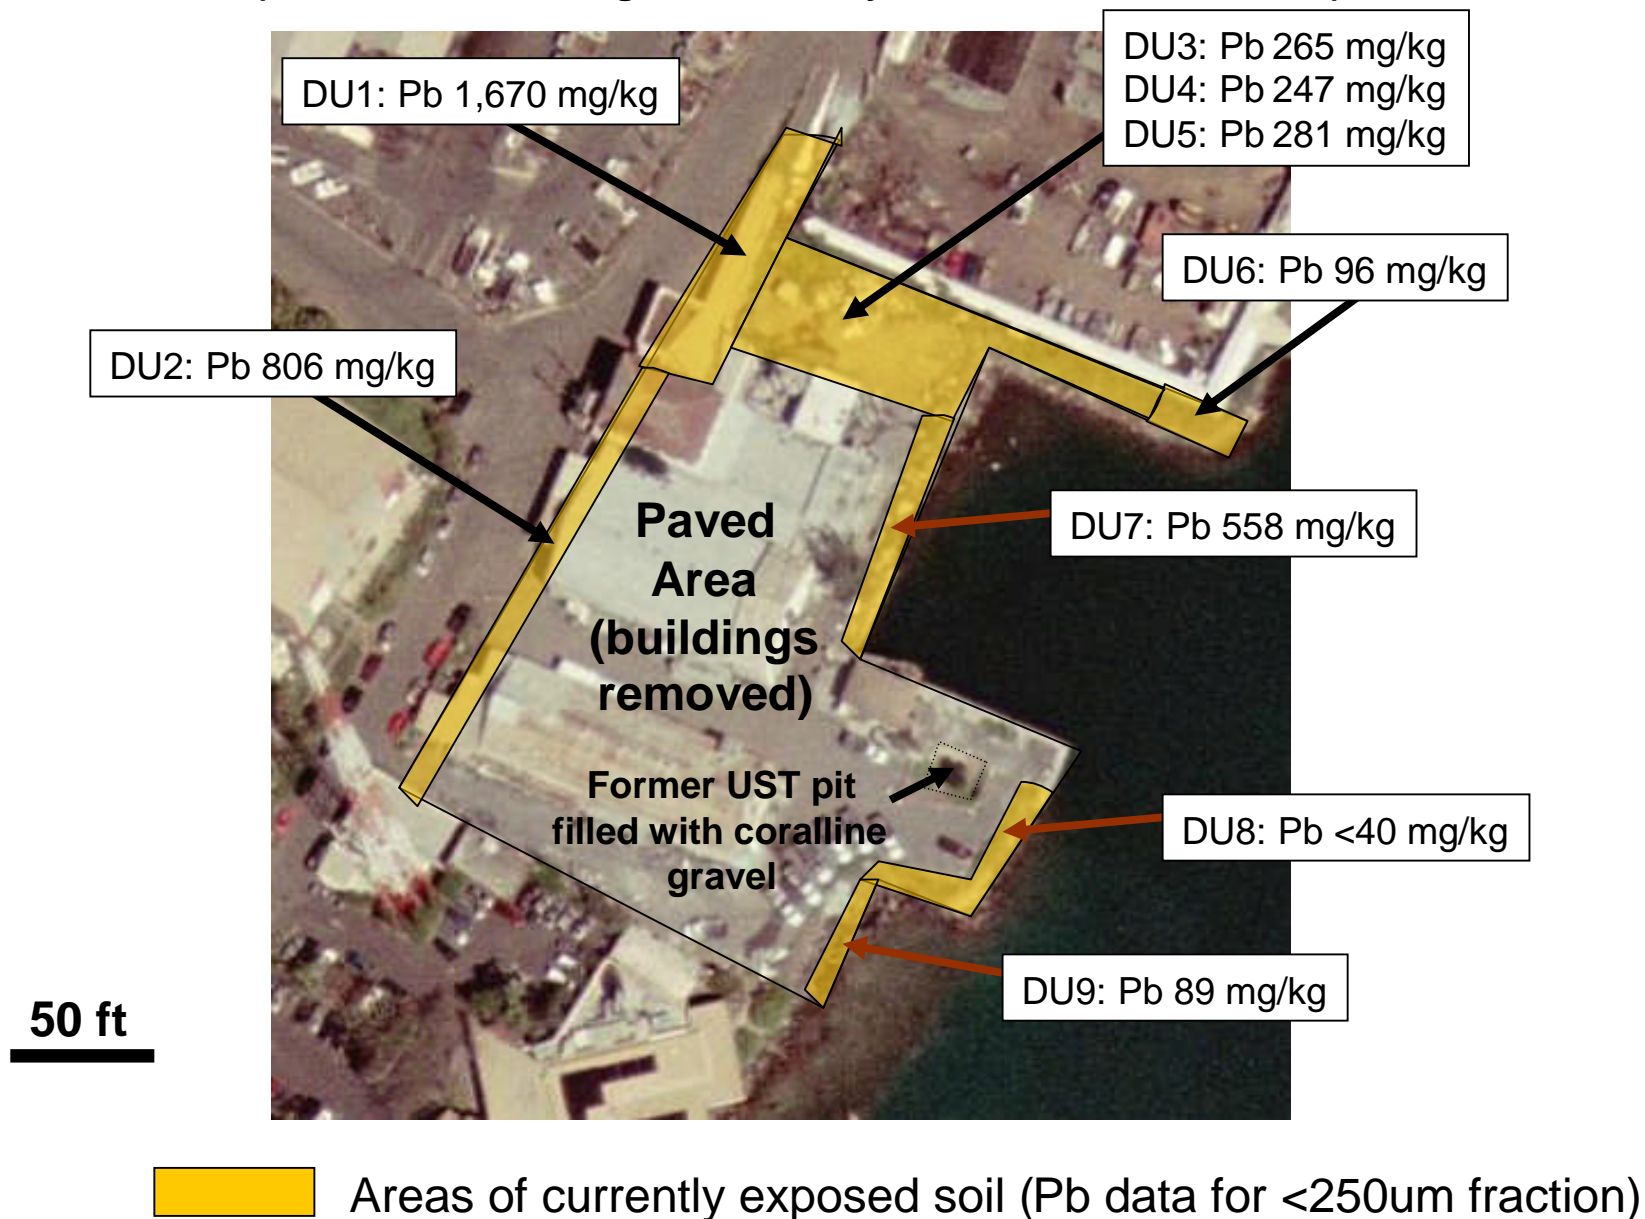 DU1: Pb 1,670 mg/kg
DU3: Pb 265 mg/kg
DU4: Pb 247 mg/kg
DU5: Pb 281 mg/kg
DU6: Pb 96 mg/kg
DU2: Pb 806 mg/kg
DU7: Pb 558 mg/kg
Paved
Area
(buildings
removed)
Former UST pit
filled with coralline
gravel
DU8: Pb <40 mg/kg
DU9: Pb 89 mg/kg
50 ft
Areas of currently exposed soil (Pb data for <250um fraction)